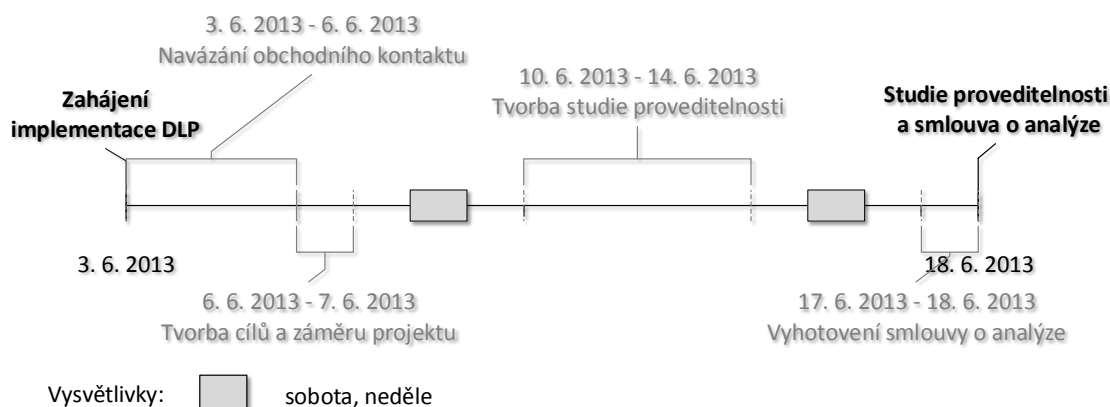 3. 6. 2013 - 6. 6. 2013
Navázání obchodního kontaktu
10. 6. 2013 - 14. 6. 2013
Tvorba studie proveditelnosti
Zahájení
implementace DLP
Studie proveditelnosti
a smlouva o analýze
3. 6. 2013
18. 6. 2013
6. 6. 2013 - 7. 6. 2013
Tvorba cílů a záměru projektu
17. 6. 2013 - 18. 6. 2013
Vyhotovení smlouvy o analýze
Vysvětlivky:
sobota, neděle